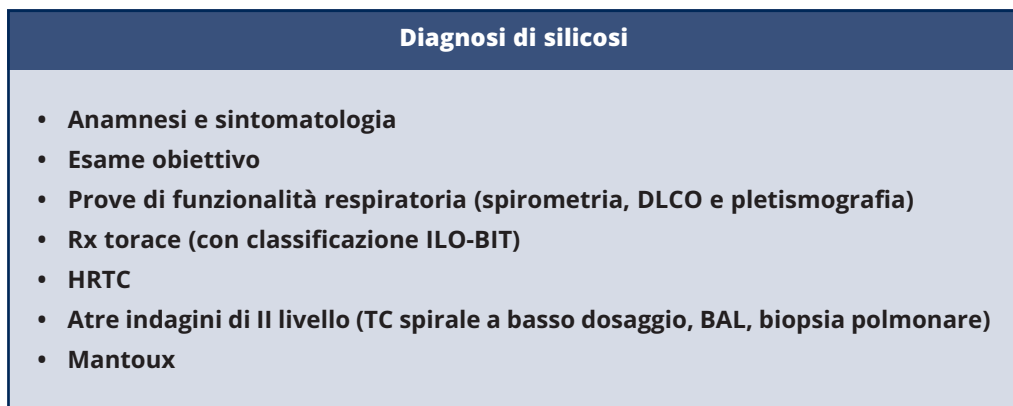 Diagnosi di silicosi
• Anamnesi e sintomatologia
• Esame obiettivo
• Prove di funzionalità respiratoria (spirometria, DLCO e pletismografia)
• Rx torace (con classificazione ILO-BIT)
• HRTC
• Atre indagini di II livello (TC spirale a basso dosaggio, BAL, biopsia polmonare)
• Mantoux